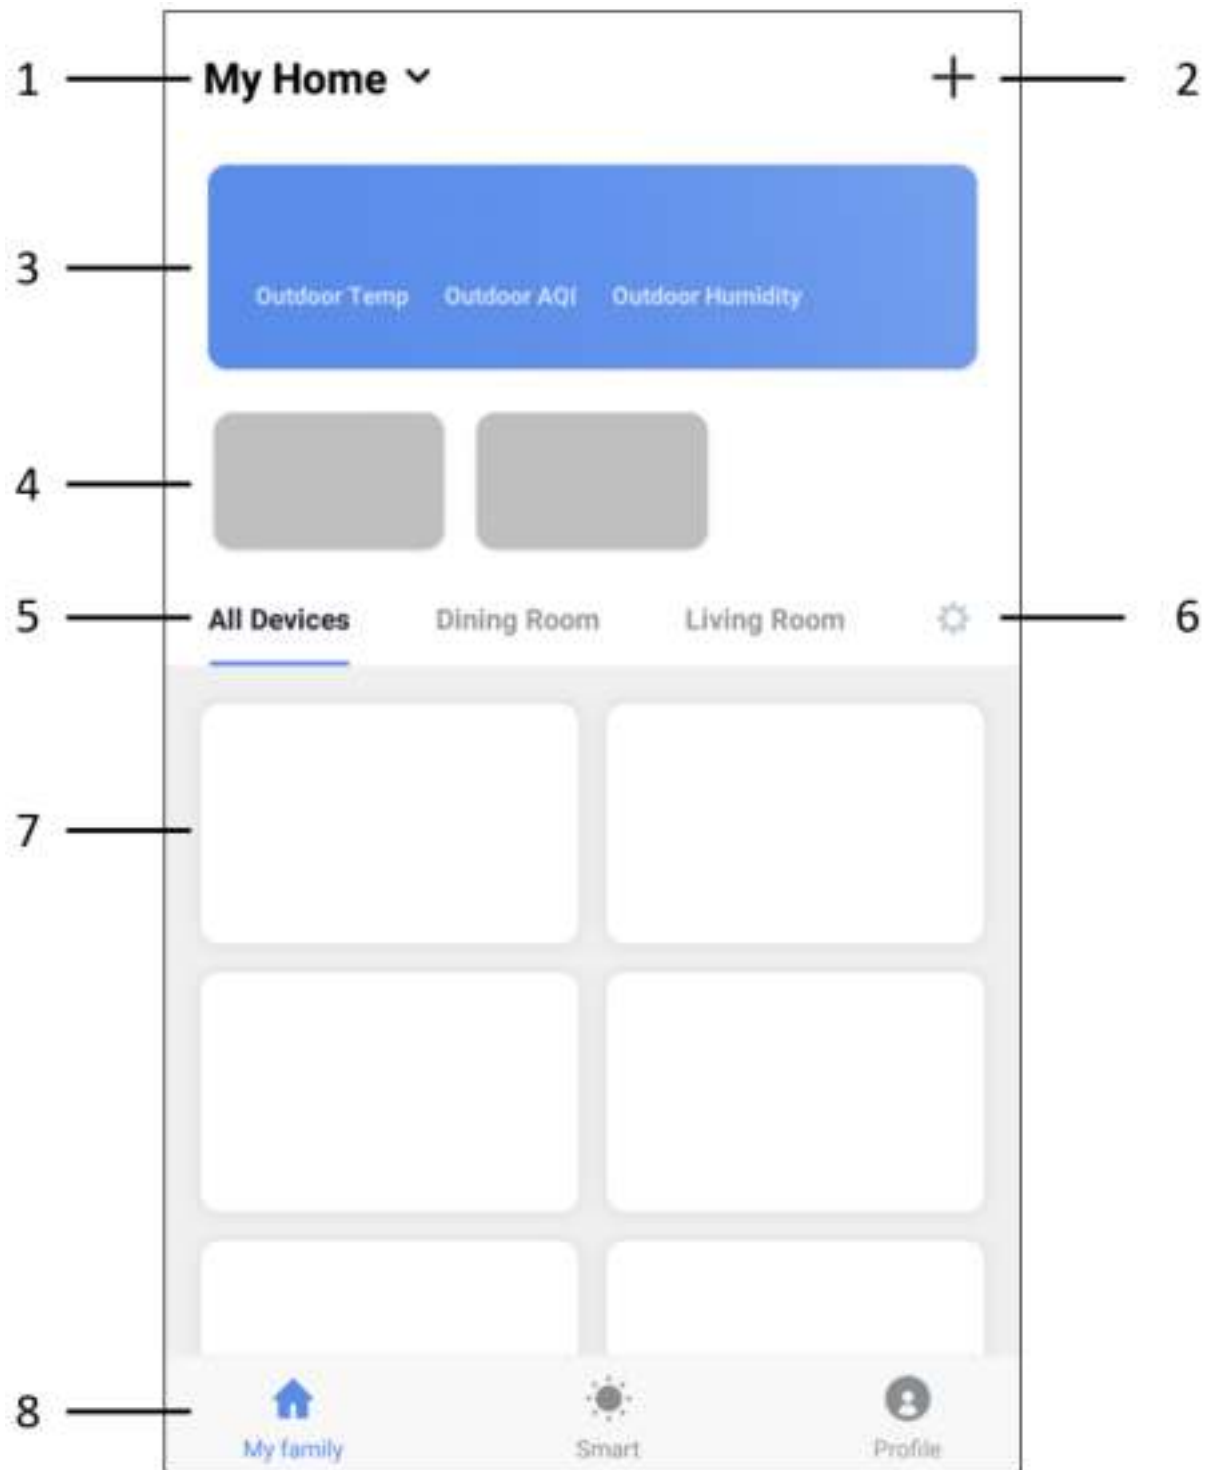 1 My Home 2
3 Outdoor Temp Outdoor AQI Outdoor Humidity
4
5 All Devices Dining Room Living Room 6
7
8 My family Smart Profile